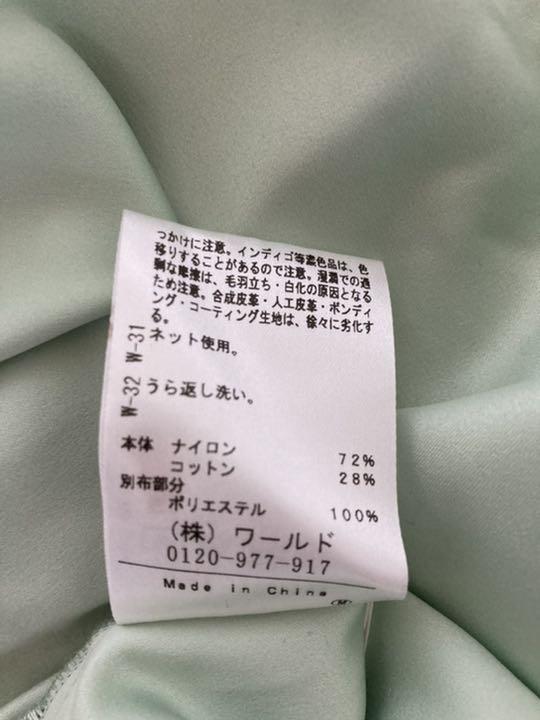 っかけに注意。インディゴ等濃色品は、色
移りすることがあるので注意。湿潤での過
剰な摩擦は、毛羽立ち・白化の原因となる
ため注意。合成皮革・人工皮革・ボンディ
ング・コーティング生地は、徐々に劣化す
る。
W-31 ネット使用。
W-32 うら返し洗い。
本体 ナイロン 72%
コットン 28%
別布部分
ポリエステル 100%
(株) ワールド
0120-977-917
Made in China
(M)